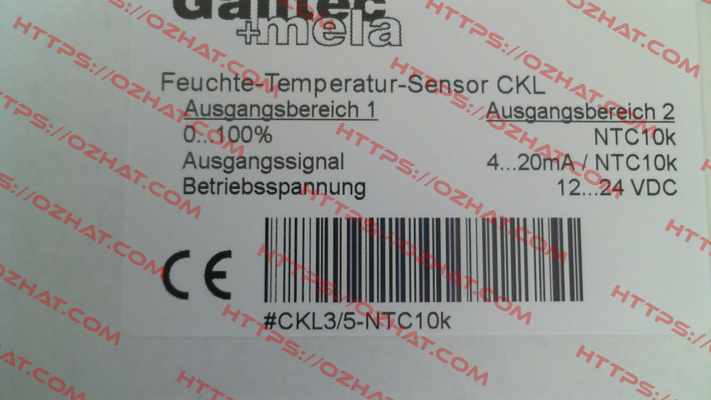 Galltec
+mela
Feuchte-Temperatur-Sensor CKL
Ausgangsbereich 1 Ausgangsbereich 2
0...100% NTC10k
Ausgangssignal 4...20mA / NTC10k
Betriebsspannung 12...24 VDC
CE
#CKL3/5-NTC10k
HTTPS://OZHAT.COM